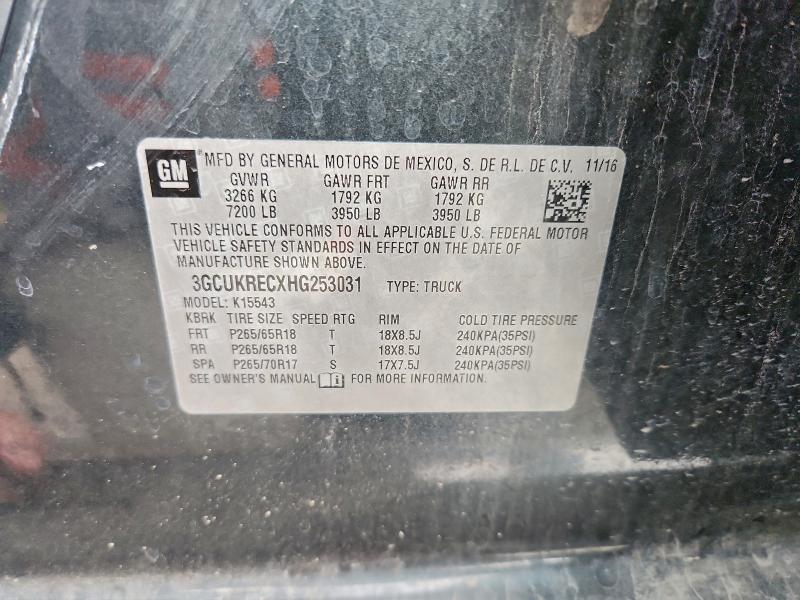 GM MFD BY GENERAL MOTORS DE MEXICO, S. DE R.L. DE C.V. 11/16
GVWR GAWR FRT GAWR RR
3266 KG 1792 KG 1792 KG
7200 LB 3950 LB 3950 LB
THIS VEHICLE CONFORMS TO ALL APPLICABLE U.S. FEDERAL MOTOR
VEHICLE SAFETY STANDARDS IN EFFECT ON THE DATE OF
MANUFACTURE SHOWN ABOVE.
3GCUKRECXHG253031 TYPE: TRUCK
MODEL: K15543
KBRK TIRE SIZE SPEED RTG RIM COLD TIRE PRESSURE
FRT P265/65R18 T 18X8.5J 240KPA(35PSI)
RR P265/65R18 T 18X8.5J 240KPA(35PSI)
SPA P265/70R17 S 17X7.5J 240KPA(35PSI)
SEE OWNER'S MANUAL FOR MORE INFORMATION.